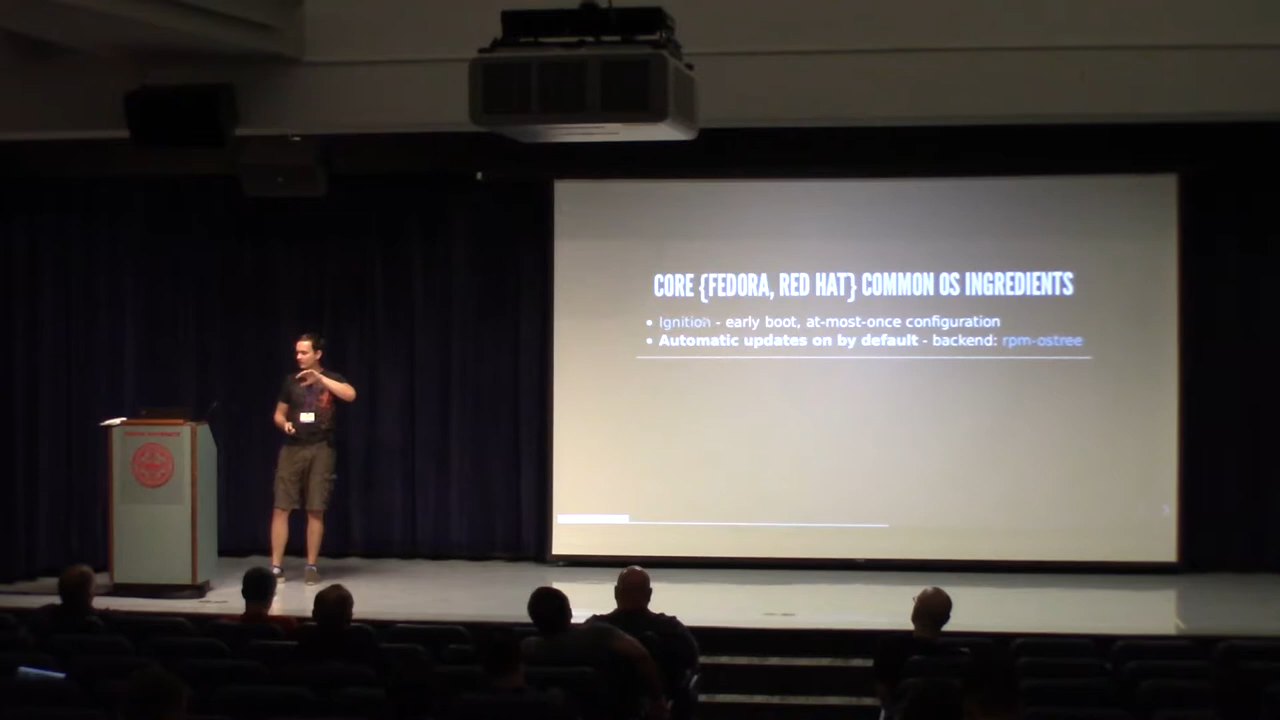 CORE {FEDORA, RED HAT} COMMON OS INGREDIENTS
• Ignition - early boot, at-most-once configuration
• Automatic updates on by default - backend: rpm-ostree